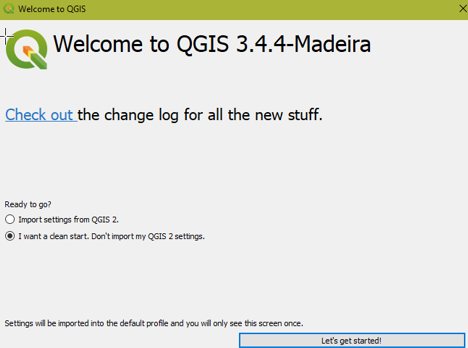 Welcome to QGIS
Welcome to QGIS 3.4.4-Madeira
Check out the change log for all the new stuff.
Ready to go?
Import settings from QGIS 2.
I want a clean start. Don't import my QGIS 2 settings.
Settings will be imported into the default profile and you will only see this screen once.
Let's get started!